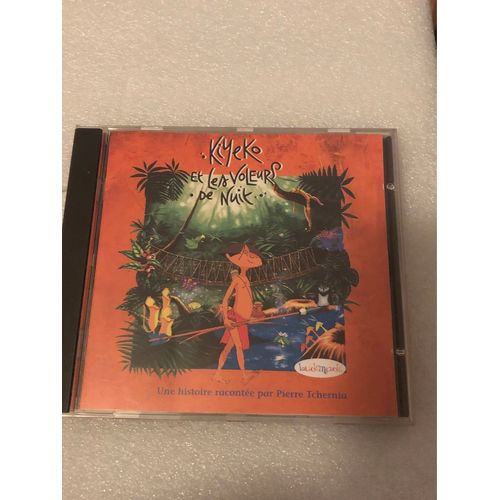 Kiyeko
Et Les Voleurs
De Nuit
Une histoire racontée par Pierre Tchernia